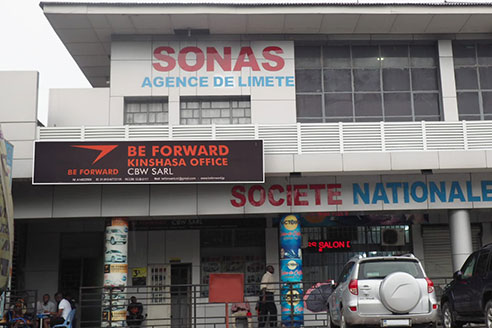 SONAS
AGENCE DE LIMETE
BE FORWARD
KINSHASA OFFICE
BE FORWARD
CBW SARL
SOCIETE NATIONALE
SALON